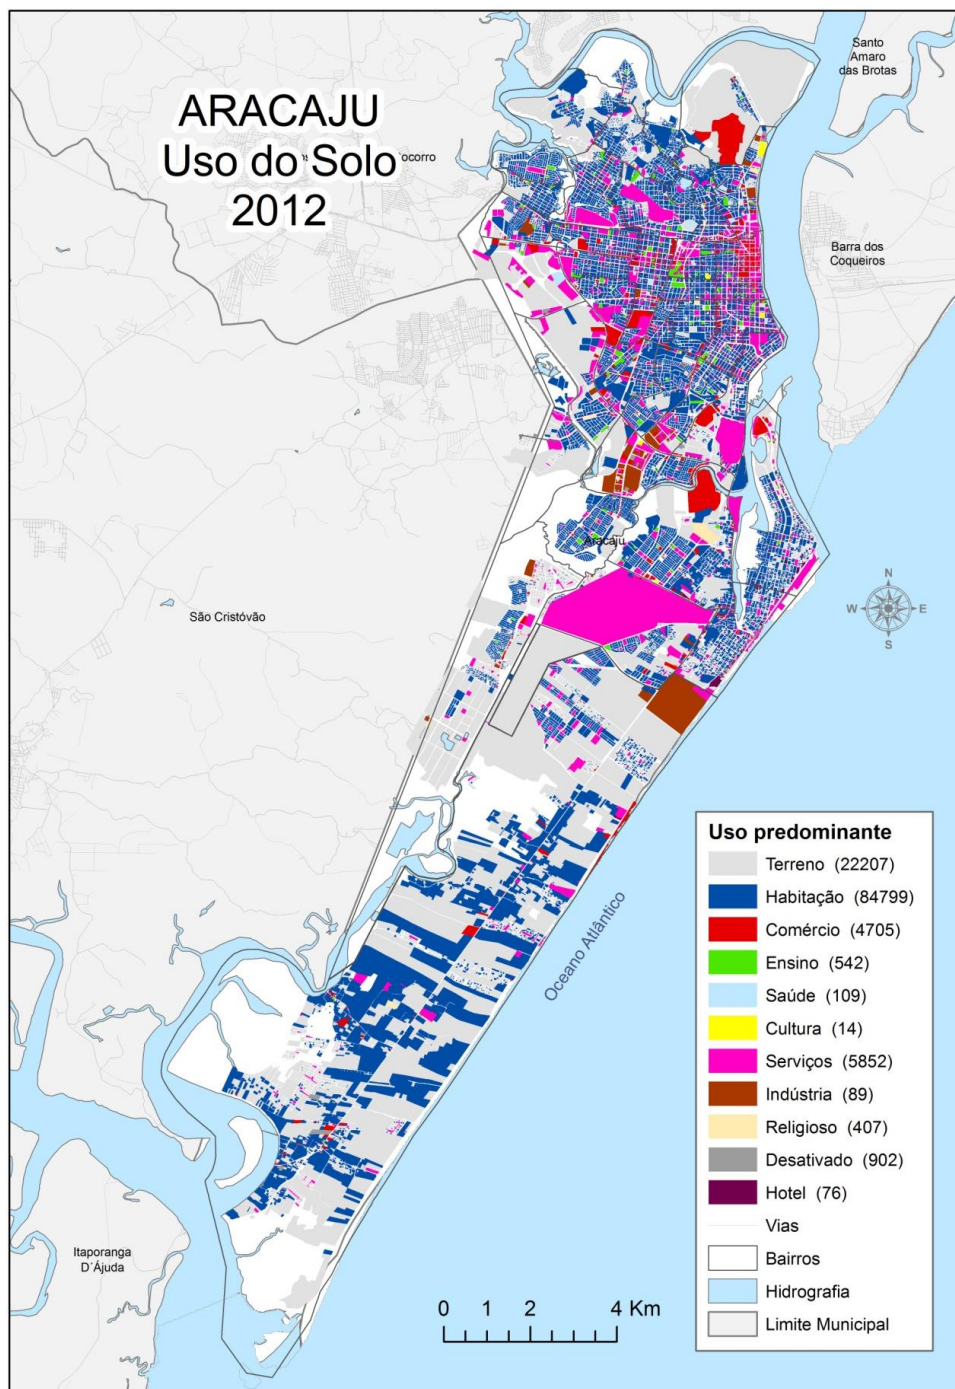 ARACAJU
Uso do Solo
2012
ocorro
Santo
Amaro
das Brotas
Barra dos
Coqueiros
Aracaju
São Cristóvão
N
W
E
S
Oceano Atlântico
Itaporanga
D´Ájuda
0 1 2 4 Km
Uso predominante
Terreno (22207)
Habitação (84799)
Comércio (4705)
Ensino (542)
Saúde (109)
Cultura (14)
Serviços (5852)
Indústria (89)
Religioso (407)
Desativado (902)
Hotel (76)
Vias
Bairros
Hidrografia
Limite Municipal